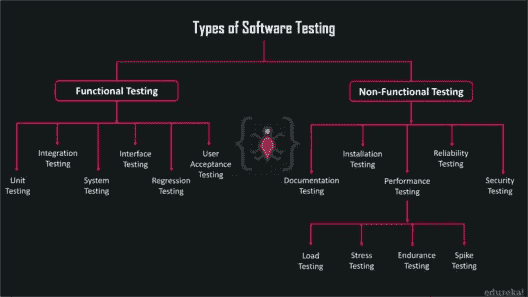 Types of Software Testing
Functional Testing
Non-Functional Testing
Integration
Testing
Interface
Testing
User
Acceptance
Testing
Unit
Testing
System
Testing
Regression
Testing
Installation
Testing
Reliability
Testing
Documentation
Testing
Performance
Testing
Security
Testing
Load
Testing
Stress
Testing
Endurance
Testing
Spike
Testing
edureka!